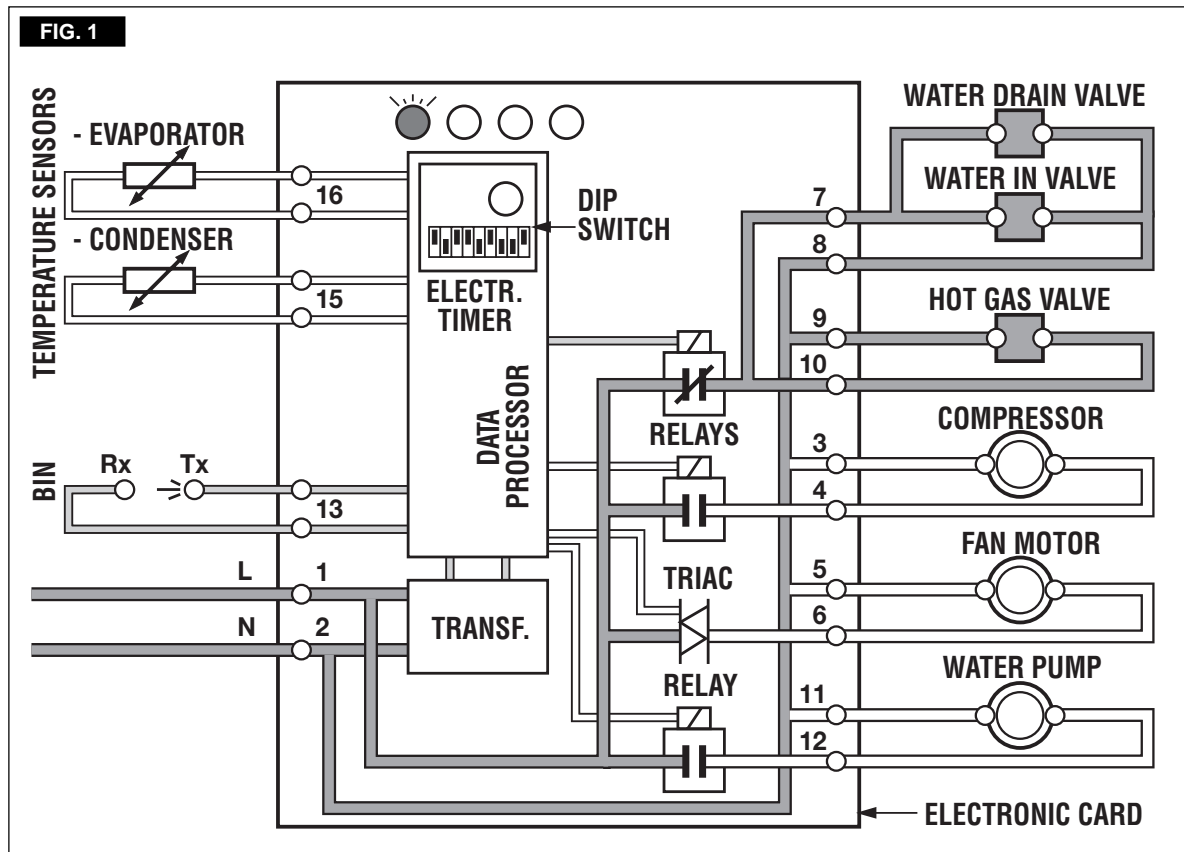 FIG. 1
TEMPERATURE SENSORS
- EVAPORATOR
16
- CONDENSER
15
BIN
Rx
Tx
13
L
1
N
2
DIP
SWITCH
ELECTR.
TIMER
DATA
PROCESSOR
TRANSF.
RELAYS
TRIAC
RELAY
WATER DRAIN VALVE
WATER IN VALVE
7
8
HOT GAS VALVE
9
10
COMPRESSOR
3
4
FAN MOTOR
5
6
WATER PUMP
11
12
ELECTRONIC CARD